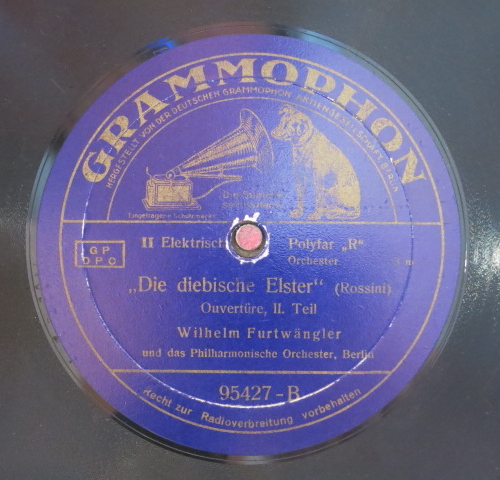 GRAMMOPHON
HERGESTELLT VON DER DEUTSCHEN GRAMMOPHON AKTIENGESELLSCHAFT BERLIN
Die Stimme
seines Herrn
Eingetragene Schutzmarke
GP
DPC
II Elektrisch Polyfar „R“
Orchester 3 m
„Die diebische Elster“ (Rossini)
Ouvertüre, II. Teil
Wilhelm Furtwängler
und das Philharmonische Orchester, Berlin
95427-B
Recht zur Radioverbreitung vorbehalten